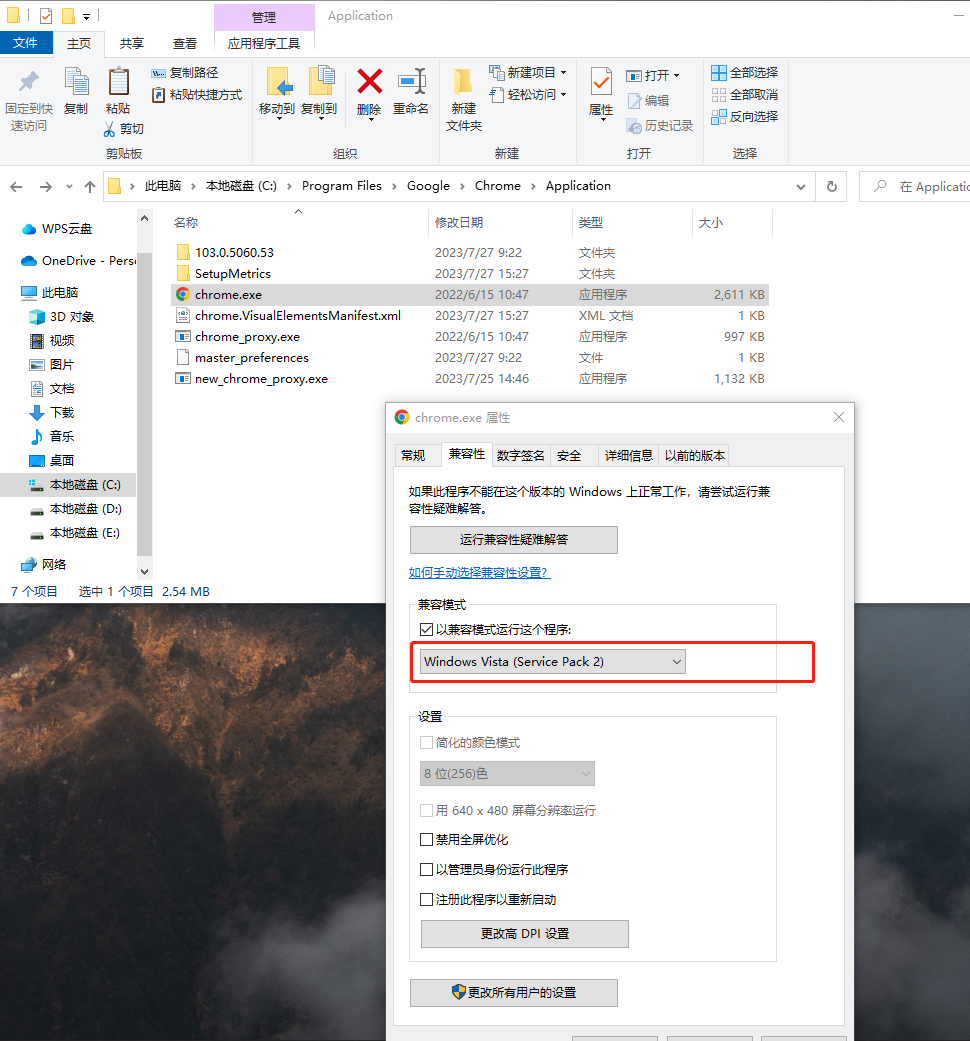 管理
Application
文件
主页
共享
查看
应用程序工具
固定到快
速访问
复制
粘贴
复制路径
粘贴快捷方式
剪切
剪贴板
移动到
复制到
删除
重命名
组织
新建
文件夹
新建项目
轻松访问
新建
属性
打开
编辑
历史记录
打开
全部选择
全部取消
反向选择
选择
此电脑
本地磁盘 (C:)
Program Files
Google
Chrome
Application
在 Applicatio
WPS云盘
OneDrive - Pers
此电脑
3D 对象
视频
图片
文档
下载
音乐
桌面
本地磁盘 (C:)
本地磁盘 (D:)
本地磁盘 (E:)
网络
名称 修改日期 类型 大小
103.0.5060.53 2023/7/27 9:22 文件夹
SetupMetrics 2023/7/27 15:27 文件夹
chrome.exe 2022/6/15 10:47 应用程序 2,611 KB
chrome.VisualElementsManifest.xml 2023/7/27 15:27 XML 文档 1 KB
chrome_proxy.exe 2022/6/15 10:47 应用程序 997 KB
master_preferences 2023/7/27 9:22 文件 1 KB
new_chrome_proxy.exe 2023/7/25 14:46 应用程序 1,132 KB
7 个项目 选中 1 个项目 2.54 MB
chrome.exe 属性
常规 兼容性 数字签名 安全 详细信息 以前的版本
如果此程序不能在这个版本的 Windows 上正常工作，请尝试运行兼
容性疑难解答。
运行兼容性疑难解答
如何手动选择兼容性设置?
兼容模式
以兼容模式运行这个程序:
Windows Vista (Service Pack 2)
设置
简化的颜色模式
8 位(256)色
用 640 x 480 屏幕分辨率运行
禁用全屏优化
以管理员身份运行此程序
注册此程序以重新启动
更改高 DPI 设置
更改所有用户的设置